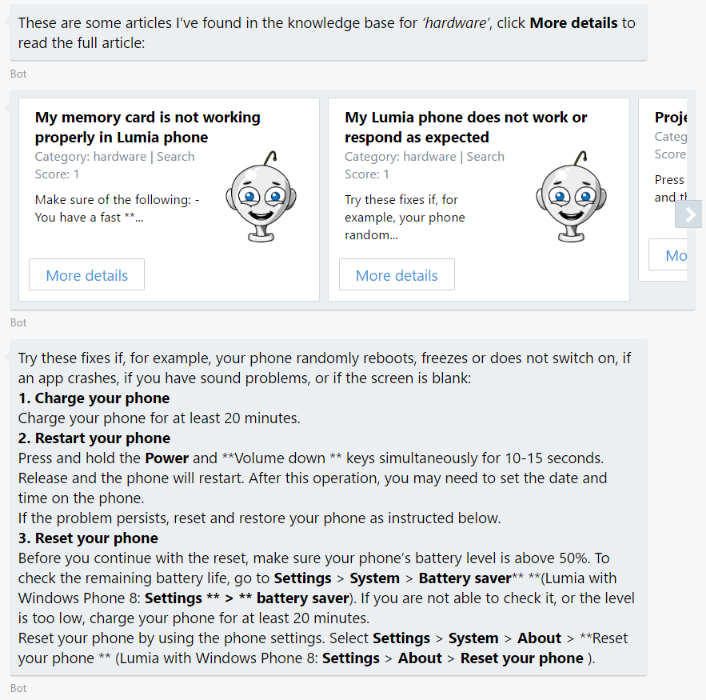 These are some articles I've found in the knowledge base for 'hardware', click More details to
read the full article:
Bot
My memory card is not working
properly in Lumia phone
Category: hardware | Search
Score: 1
Make sure of the following: -
You have a fast **...
More details
My Lumia phone does not work or
respond as expected
Category: hardware | Search
Score: 1
Try these fixes if, for
example, your phone
random...
More details
Proje
Categ
Score
Press
and th
Mo
Bot
Try these fixes if, for example, your phone randomly reboots, freezes or does not switch on, if
an app crashes, if you have sound problems, or if the screen is blank:
1. Charge your phone
Charge your phone for at least 20 minutes.
2. Restart your phone
Press and hold the Power and **Volume down ** keys simultaneously for 10-15 seconds.
Release and the phone will restart. After this operation, you may need to set the date and
time on the phone.
If the problem persists, reset and restore your phone as instructed below.
3. Reset your phone
Before you continue with the reset, make sure your phone's battery level is above 50%. To
check the remaining battery life, go to Settings > System > Battery saver** **(Lumia with
Windows Phone 8: Settings ** > ** battery saver). If you are not able to check it, or the level
is too low, charge your phone for at least 20 minutes.
Reset your phone by using the phone settings. Select Settings > System > About > **Reset
your phone ** (Lumia with Windows Phone 8: Settings > About > Reset your phone ).
Bot